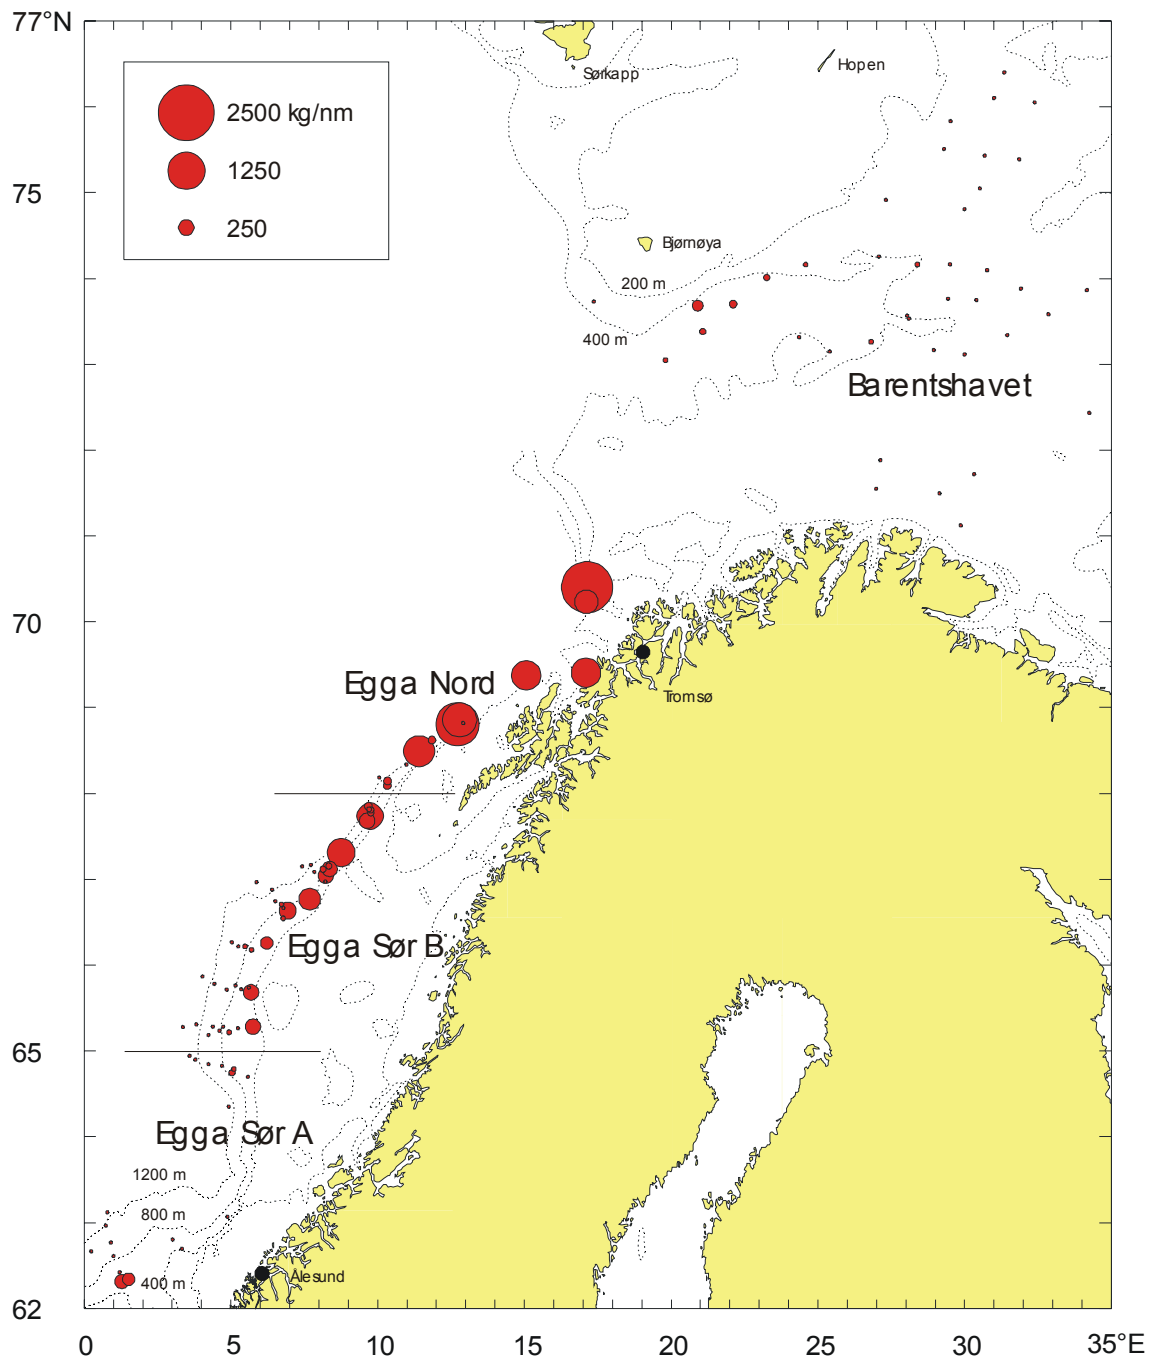 77°N
Sørkapp
Hopen
2500 kg/nm
1250
250
75
Bjørnøya
200 m
400 m
Barentshavet
70
Egga Nord
Tromsø
Egga Sør B
65
Egga Sør A
1200 m
800 m
400 m
Ålesund
62
0 5 10 15 20 25 30 35°E